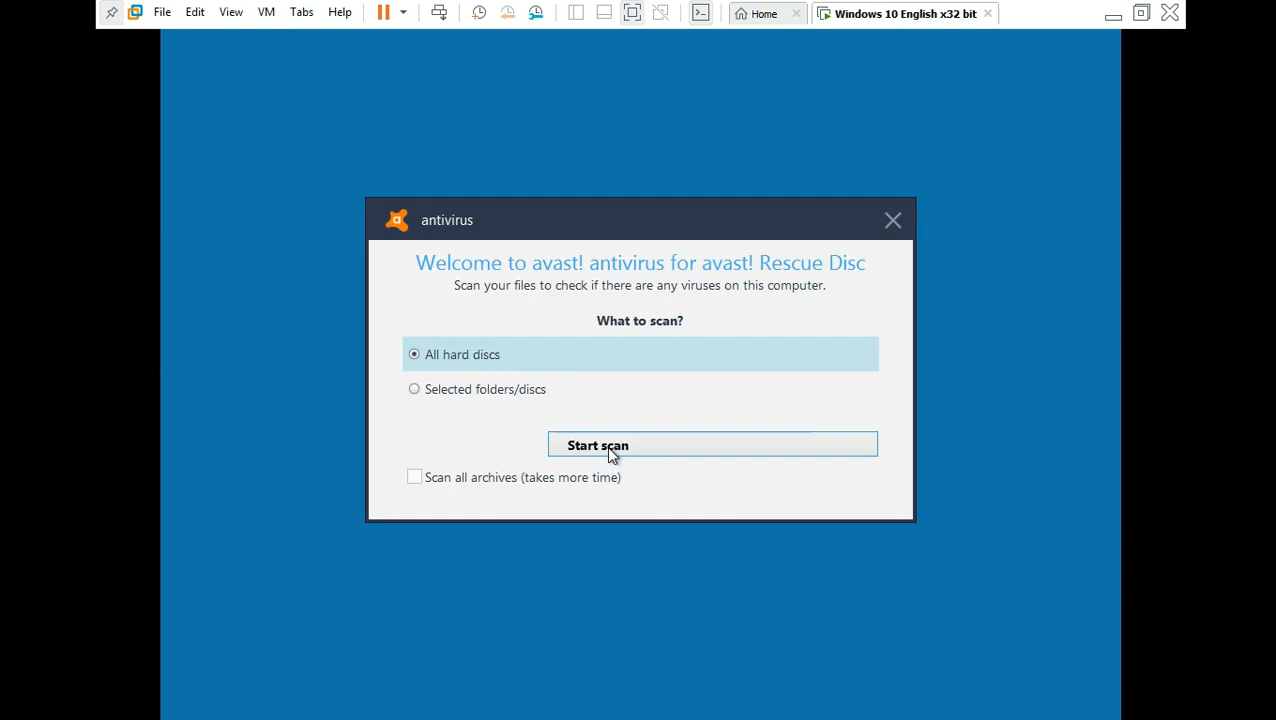 File Edit View VM Tabs Help Home Windows 10 English x32 bit
antivirus
Welcome to avast! antivirus for avast! Rescue Disc
Scan your files to check if there are any viruses on this computer.
What to scan?
All hard discs
Selected folders/discs
Start scan
Scan all archives (takes more time)